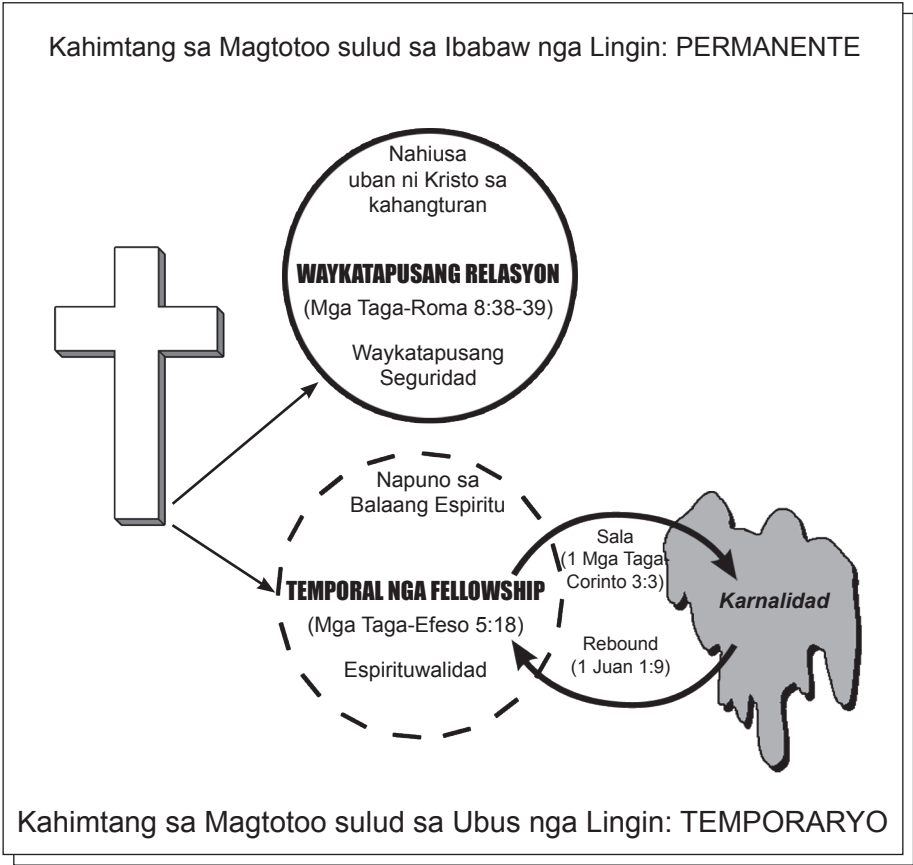 Kahimtang sa Magtotoo sulud sa Ibabaw nga Lingin: PERMANENTE
Nahiusa
uban ni Kristo sa
kahangturan
WAYKATAPUSANG RELASYON
(Mga Taga-Roma 8:38-39)
Waykatapusang
Seguridad
Napuno sa
Balaang Espiritu
TEMPORAL NGA FELLOWSHIP
(Mga Taga-Efeso 5:18)
Espirituwalidad
Sala
(1 Mga Taga-
Corinto 3:3)
Karnalidad
Rebound
(1 Juan 1:9)
Kahimtang sa Magtotoo sulud sa Ubus nga Lingin: TEMPORARYO